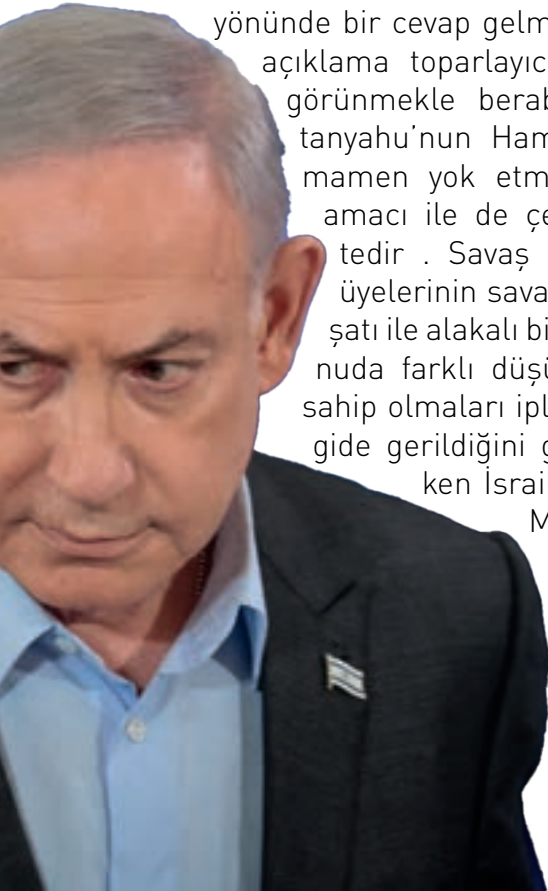 yönünde bir cevap gelm
açıklama toparlayıc
görünmekle berab
tanyahu’nun Ham
mamen yok etm
amacı ile de çe
tedir . Savaş
üyelerinin sava
şatı ile alakalı bi
nuda farklı düşü
sahip olmaları ipl
gide gerildiğini g
ken İsrai
M